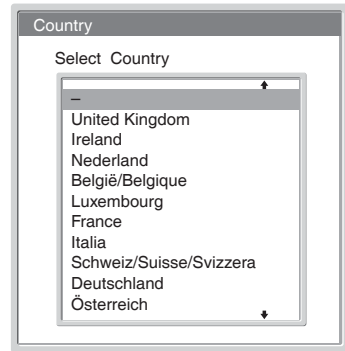 Country
Select Country
–
United Kingdom
Ireland
Nederland
België/Belgique
Luxembourg
France
Italia
Schweiz/Suisse/Svizzera
Deutschland
Österreich